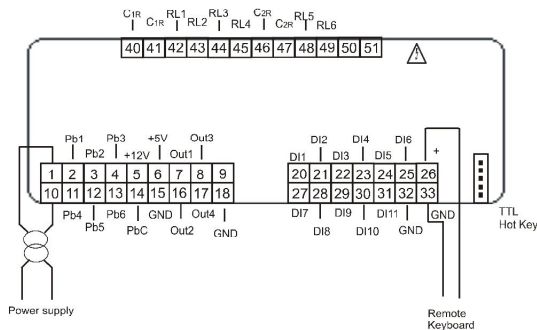 C1R RL1 RL3 C2R RL5
C1R RL2 RL4 C2R RL6
40 41 42 43 44 45 46 47 48 49 50 51
Pb1 Pb3 +5V Out3 DI2 DI4 DI6 +
Pb2 +12V Out1 DI1 DI3 DI5
1 2 3 4 5 6 7 8 9 20 21 22 23 24 25 26
10 11 12 13 14 15 16 17 18 27 28 29 30 31 32 33
Pb4 Pb6 GND Out4 DI7 DI9 DI11 GND
Pb5 PbC Out2 GND DI8 DI10 GND
TTL
Hot Key
Power supply
Remote
Keyboard